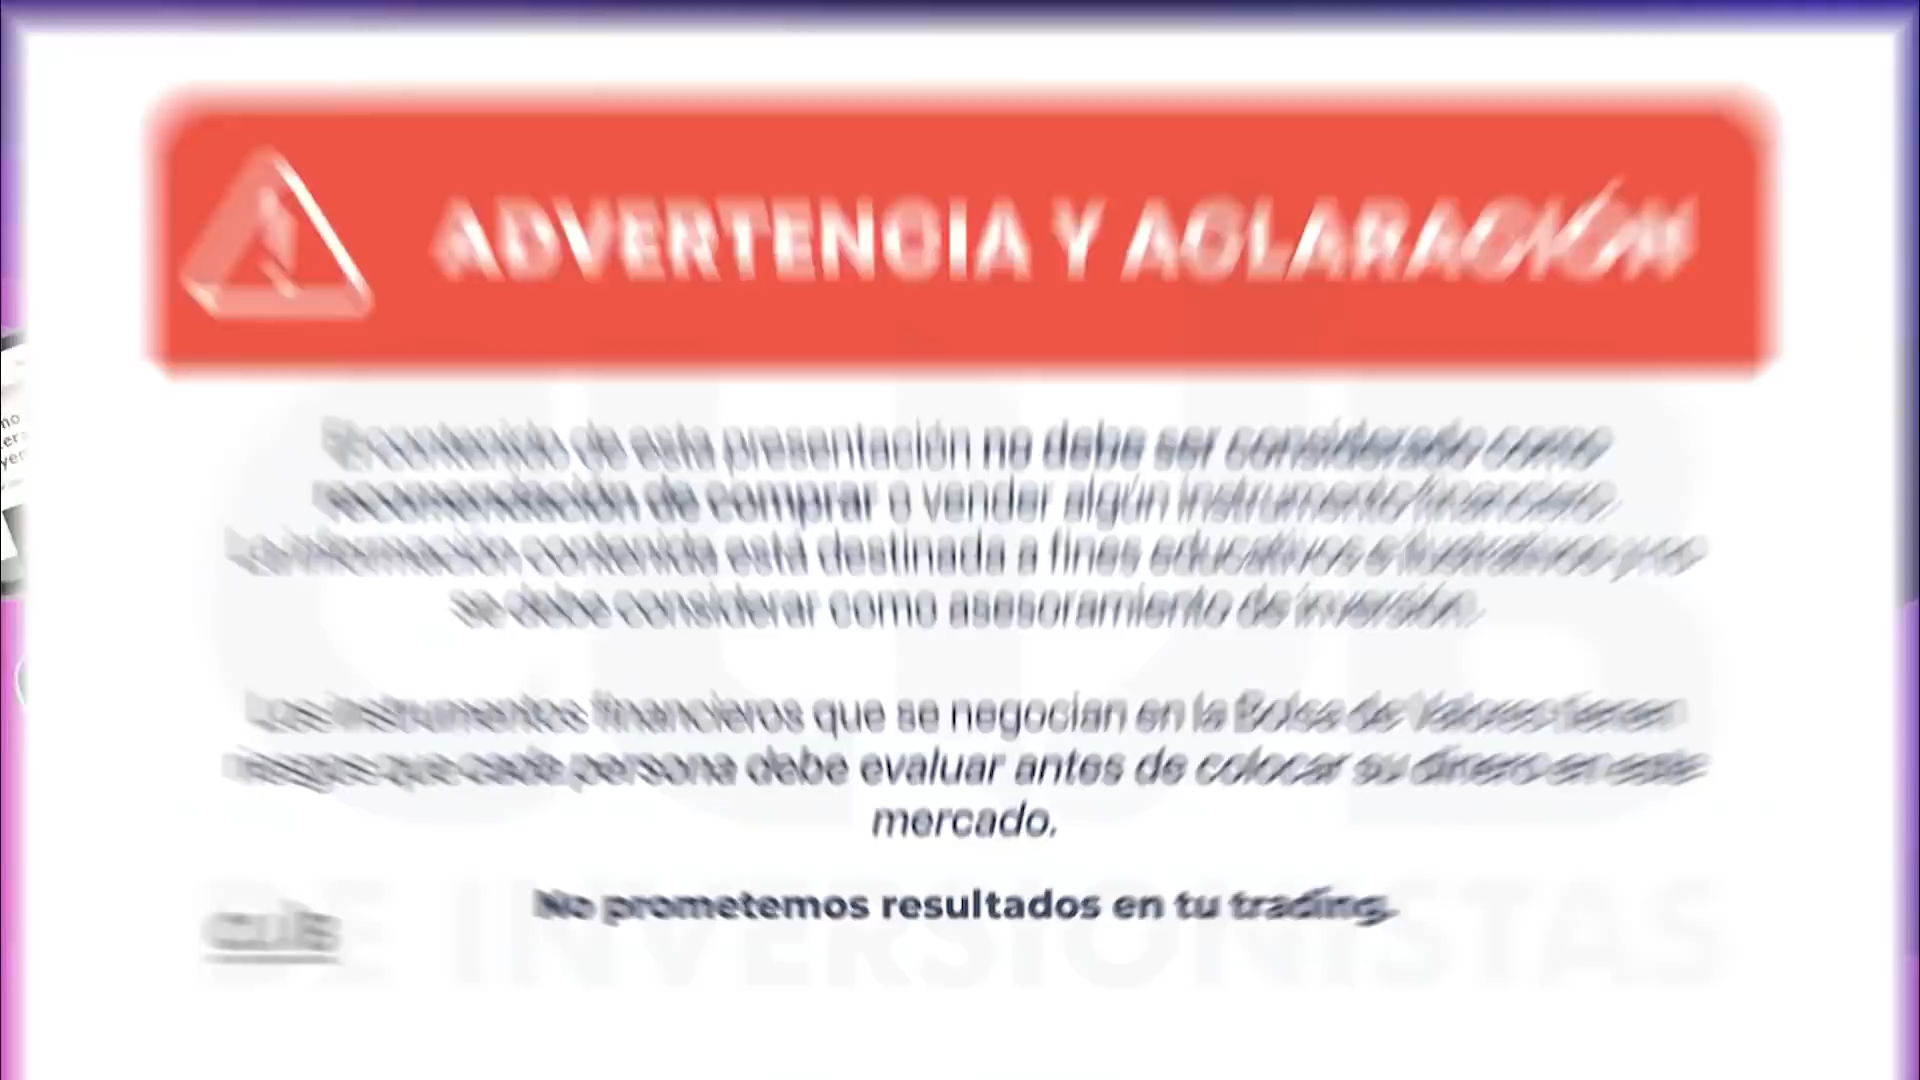 ADVERTENCIA Y ACLARACIÓN
El contenido de esta presentación no debe ser considerado como
recomendación de comprar o vender algún instrumento financiero.
La información contenida está destinada a fines educativos e ilustrativos y no
se debe considerar como asesoramiento de inversión.
Los instrumentos financieros que se negocian en la Bolsa de Valores tienen
riesgos que cada persona debe evaluar antes de colocar su dinero en este
mercado.
No prometemos resultados en tu trading.
DE INVERSIONISTAS